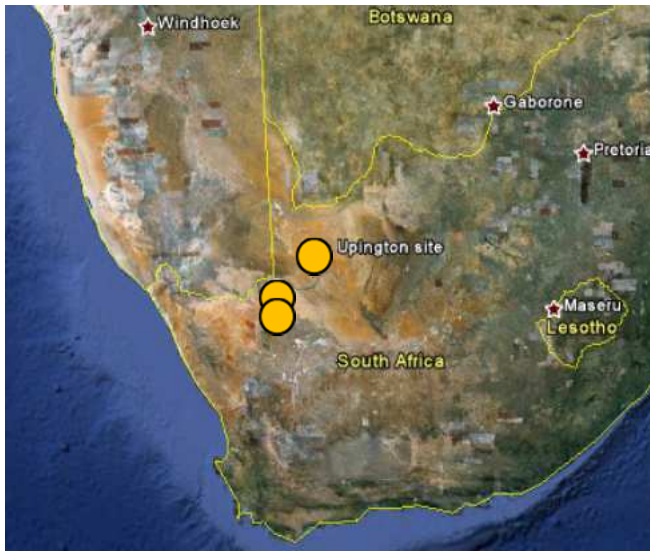 Windhoek
Botswana
Gaborone
Pretoria
Upington site
Maseru
Lesotho
South Africa